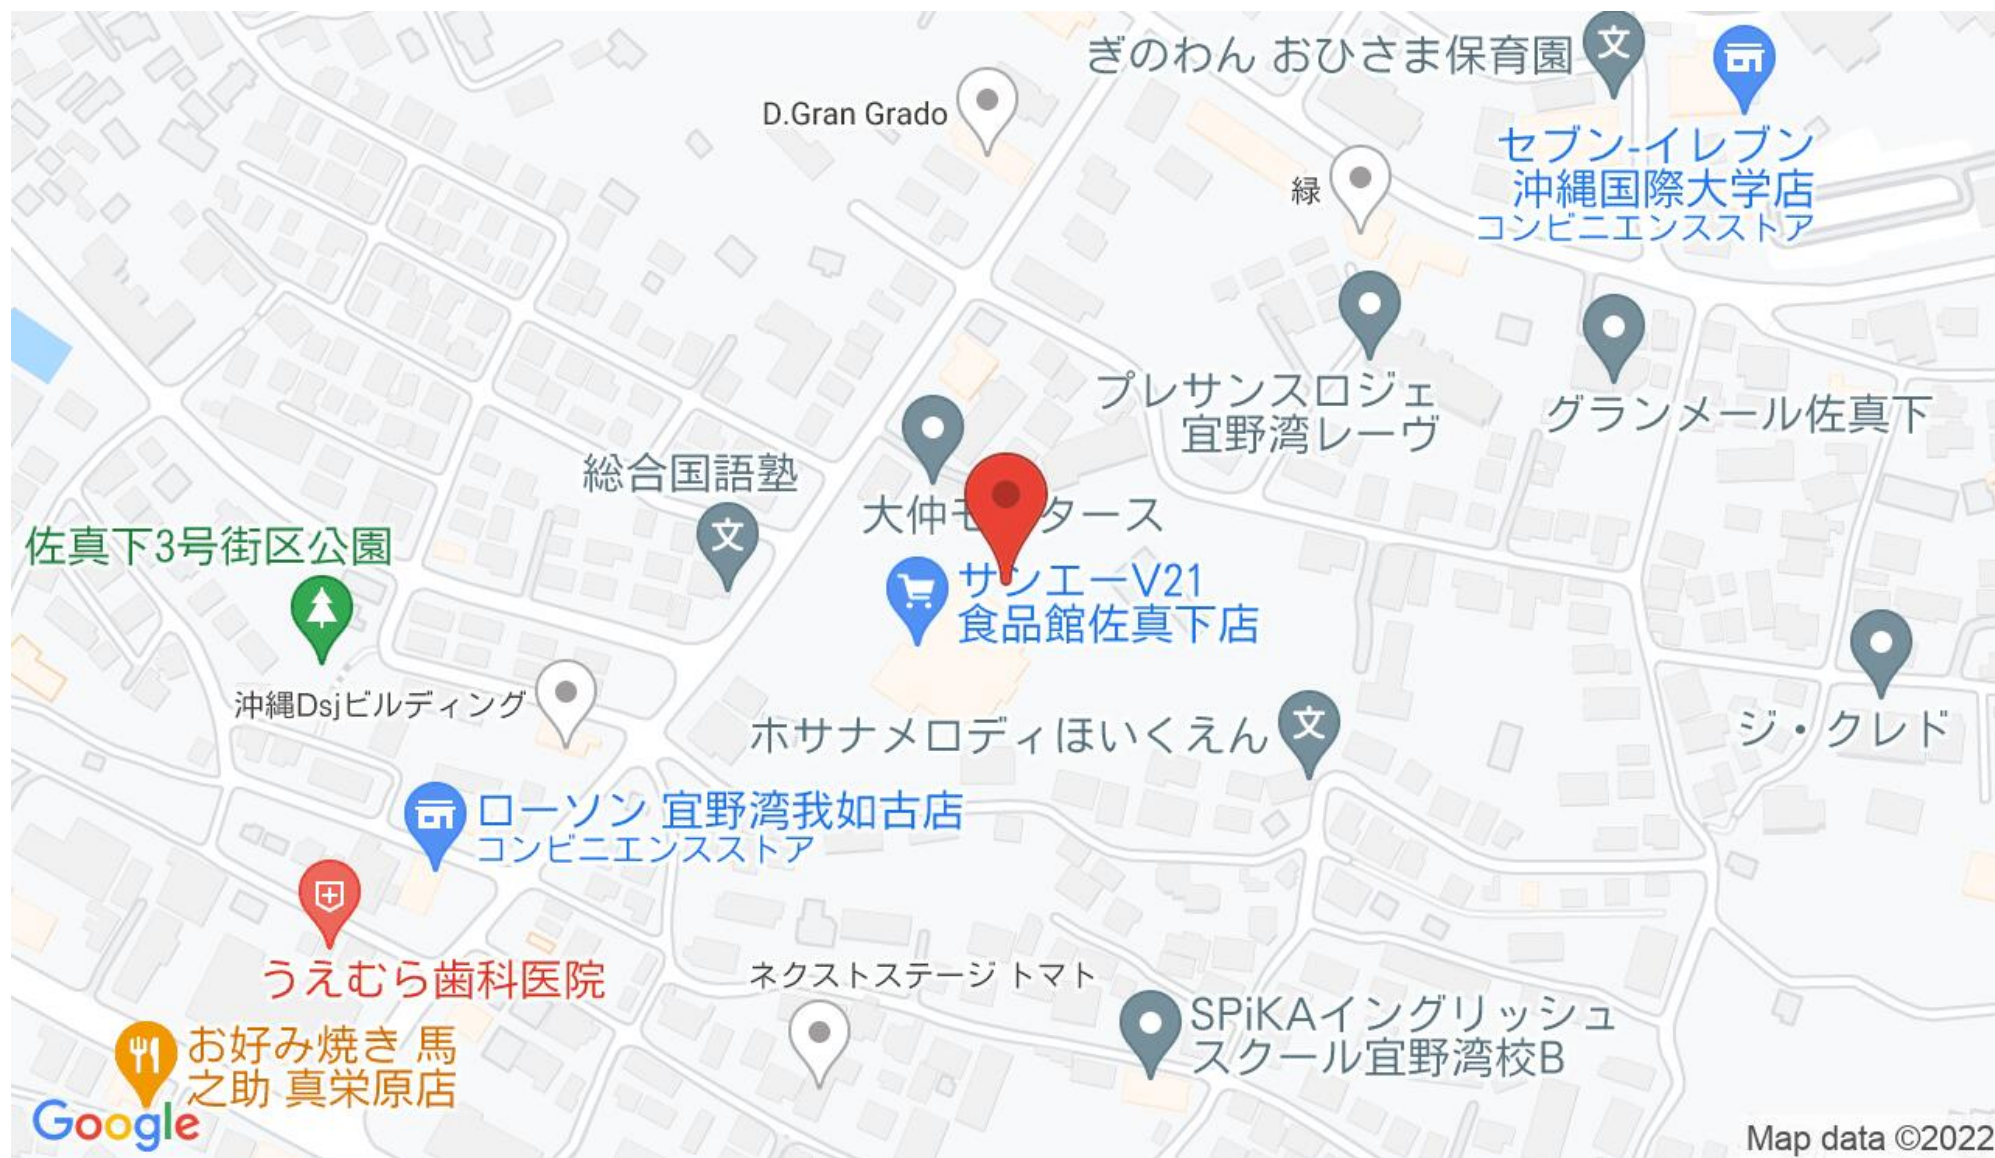 ぎのわん おひさま保育園
D.Gran Grado
セブン-イレブン
沖縄国際大学店
コンビニエンスストア
緑
プレサンスロジェ
宜野湾レーヴ
グランメール佐真下
総合国語塾
大仲モータース
佐真下3号街区公園
サンエーV21
食品館佐真下店
沖縄Dsjビルディング
ホサナメロディほいくえん
ジ・クレド
ローソン 宜野湾我如古店
コンビニエンスストア
うえむら歯科医院
ネクストステージ トマト
SPiKAイングリッシュ
スクール宜野湾校B
お好み焼き 馬
之助 真栄原店
Google
Map data ©2022